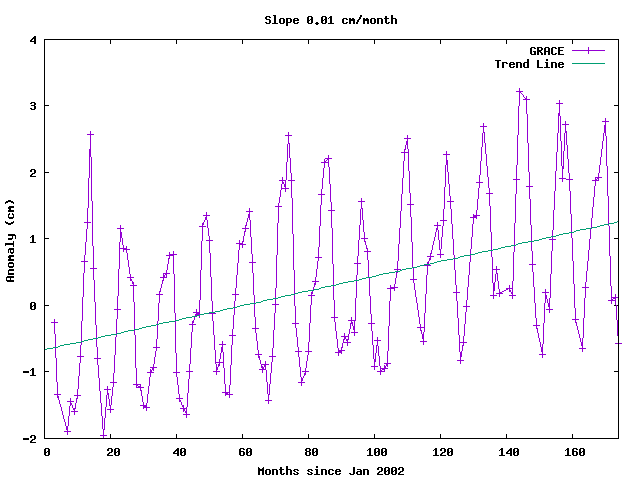 Slope 0.01 cm/month
GRACE
Trend Line
Anomaly (cm)
4
3
2
1
0
-1
-2
0 20 40 60 80 100 120 140 160
Months since Jan 2002